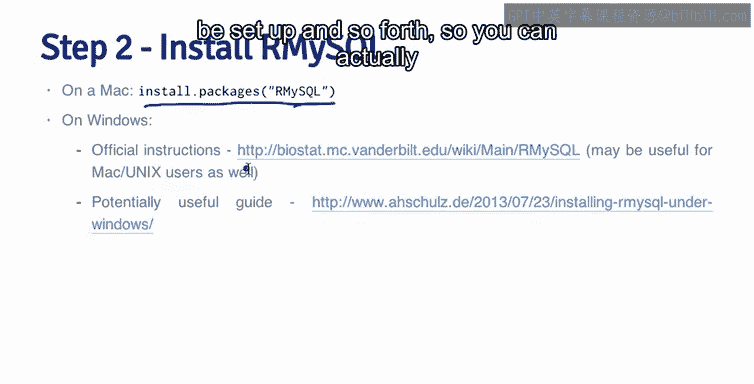 be set up and so forth, so you can
actually
Step 2 - Install RMySQL
· On a Mac: install.packages("RMySQL")
· On Windows:
- Official instructions - http://biostat.mc.vanderbilt.edu/wiki/Main/RMySQL (may be useful for
Mac/UNIX users as well)
- Potentially useful guide - http://www.ahschulz.de/2013/07/23/installing-rmysql-under-
windows/